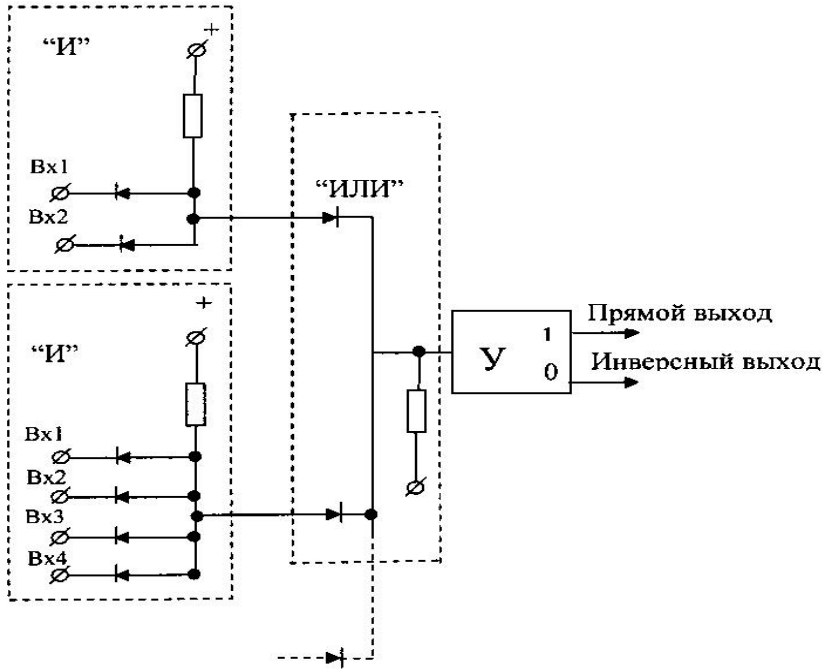 +
“И”
Вх1
Вх2
“ИЛИ”
+
“И”
Вх1
Вх2
Вх3
Вх4
У
1
0
Прямой выход
Инверсный выход